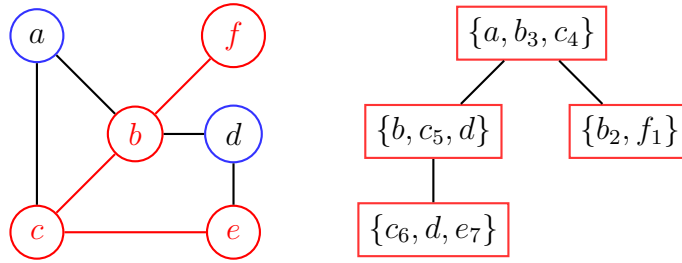 a
f
b
d
c
e
{a, b₃, c₄}
{b, c₅, d}
{b₂, f₁}
{c₆, d, e₇}